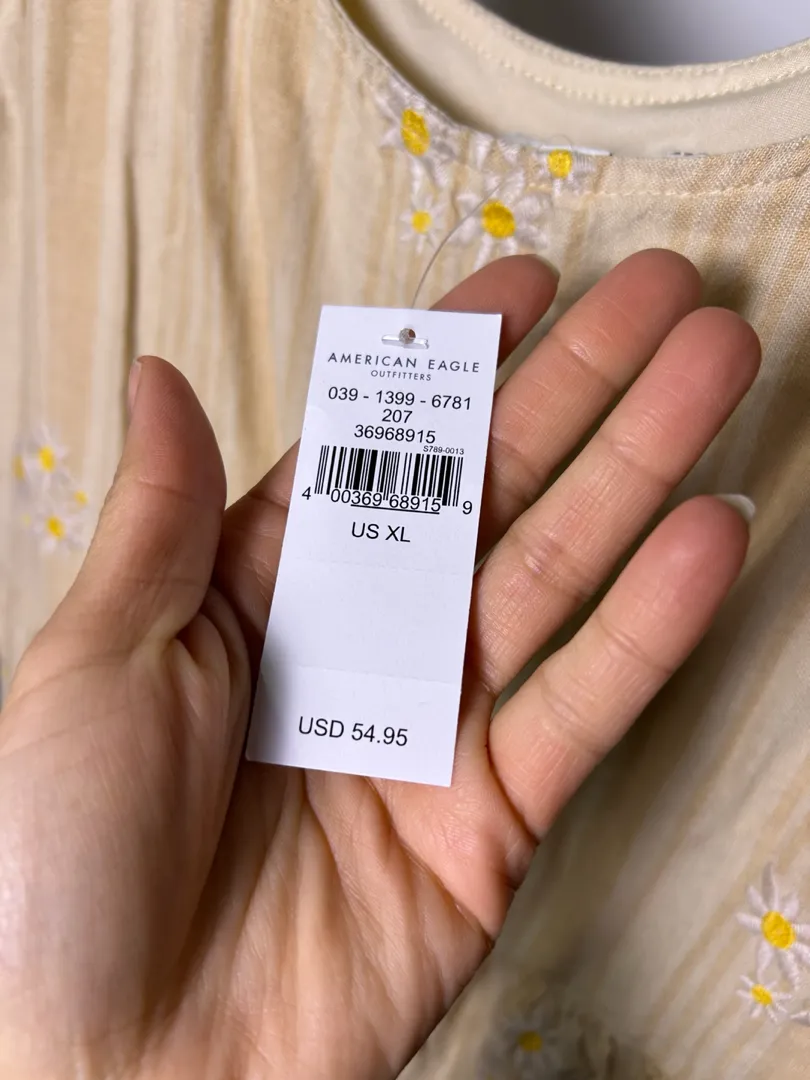 AMERICAN EAGLE
OUTFITTERS
039 - 1399 - 6781
207
36968915
S789-0013
4 00369 68915 9
US XL
USD 54.95